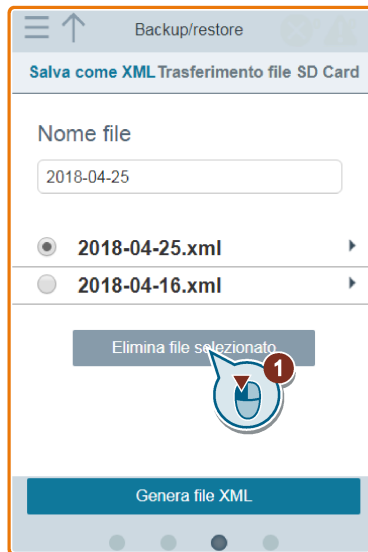 Backup/restore
Salva come XML Trasferimento file SD Card
Nome file
2018-04-25
2018-04-25.xml
2018-04-16.xml
Elimina file selezionato
1
Genera file XML